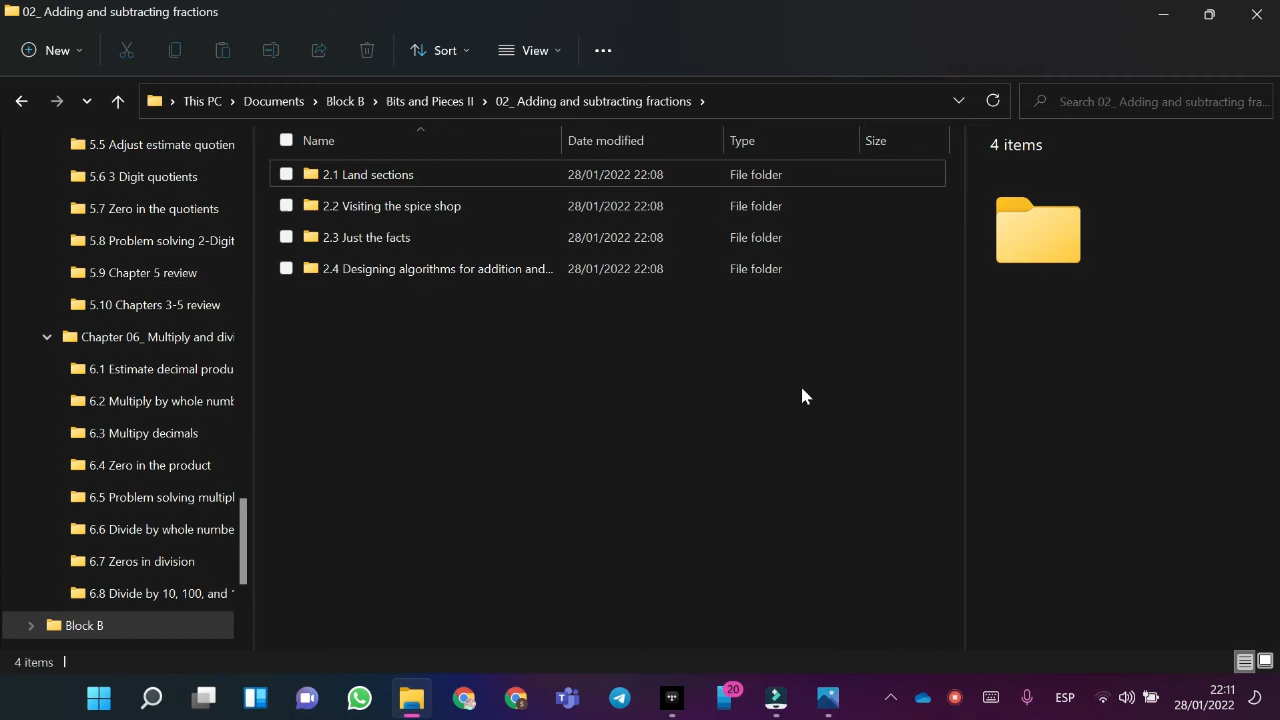 02_ Adding and subtracting fractions
New
Sort
View
This PC > Documents > Block B > Bits and Pieces II > 02_ Adding and subtracting fractions >
Search 02_ Adding and subtracting fra...
5.5 Adjust estimate quotien
5.6 3 Digit quotients
5.7 Zero in the quotients
5.8 Problem solving 2-Digit
5.9 Chapter 5 review
5.10 Chapters 3-5 review
Chapter 06_ Multiply and divi
6.1 Estimate decimal produ
6.2 Multiply by whole numb
6.3 Multipy decimals
6.4 Zero in the product
6.5 Problem solving multipl
6.6 Divide by whole numbe
6.7 Zeros in division
6.8 Divide by 10, 100, and
Block B
Name Date modified Type Size
2.1 Land sections 28/01/2022 22:08 File folder
2.2 Visiting the spice shop 28/01/2022 22:08 File folder
2.3 Just the facts 28/01/2022 22:08 File folder
2.4 Designing algorithms for addition and... 28/01/2022 22:08 File folder
4 items
4 items
20
ESP
22:11
28/01/2022